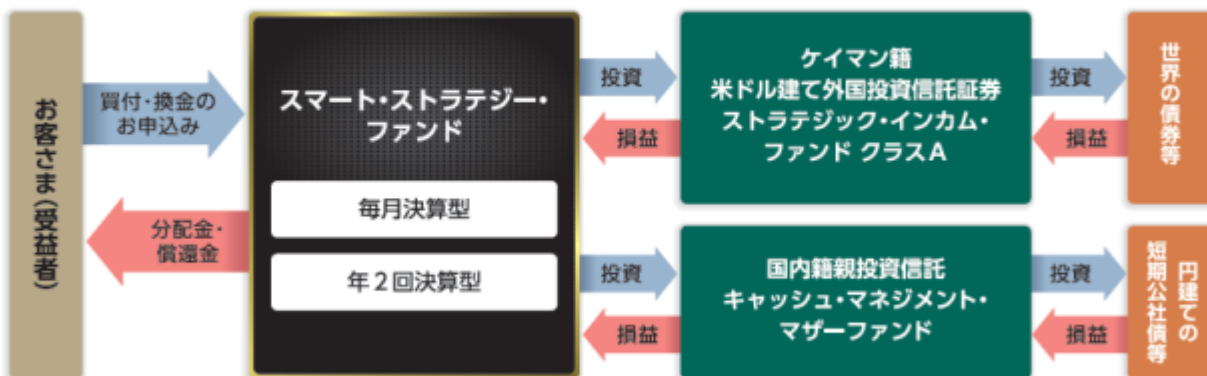 お客さま(受益者)
買付・換金の
お申込み
分配金・
償還金
スマート・ストラテジー・
ファンド
毎月決算型
年2回決算型
投資
損益
ケイマン籍
米ドル建て外国投資信託証券
ストラテジック・インカム・
ファンド クラスA
投資
損益
世界の債券等
投資
損益
国内籍親投資信託
キャッシュ・マネジメント・
マザーファンド
投資
損益
円建ての
短期公社債等